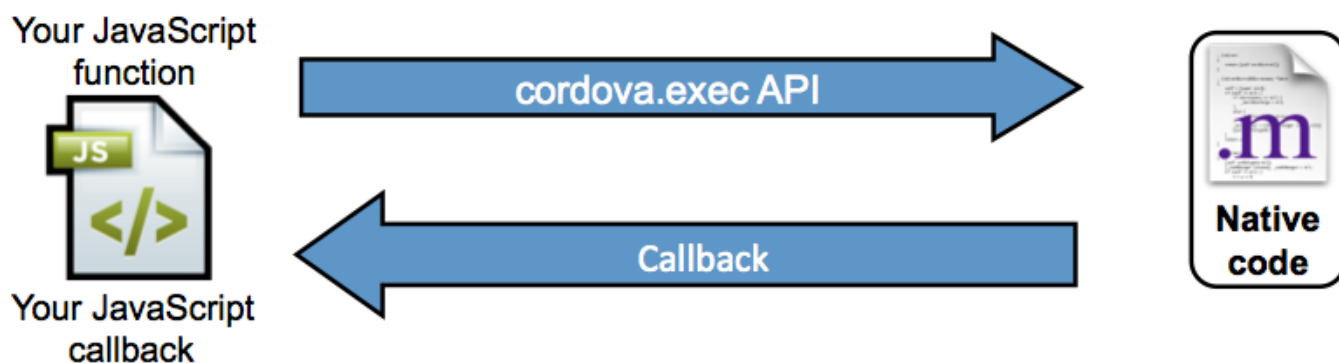 Your JavaScript
function
JS
</>
Your JavaScript
callback
cordova.exec API
Callback
.m
Native
code